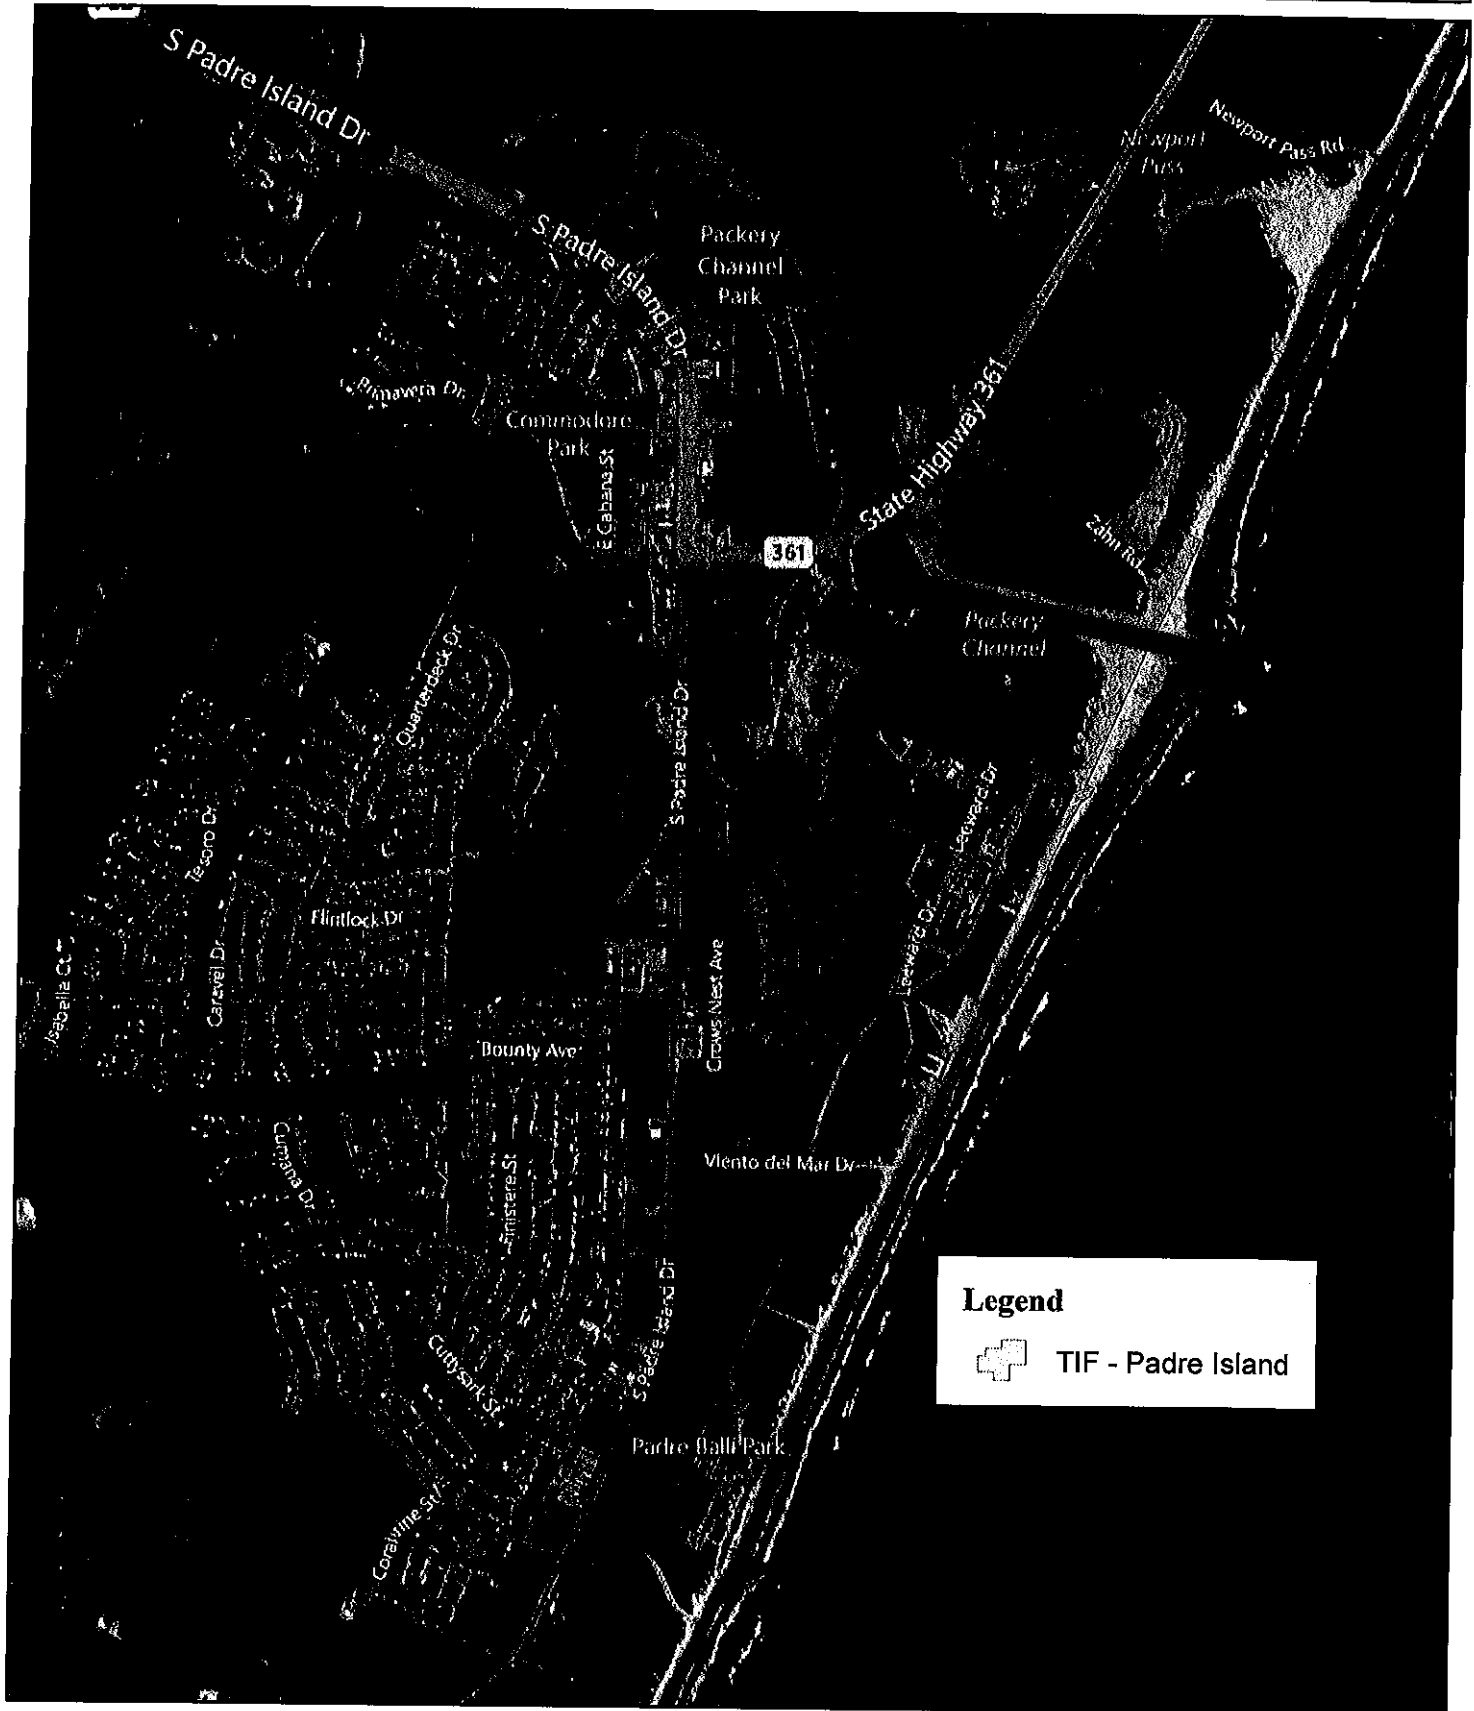 S Padre Island Dr
Newport Pass Rd
Newport
Pass
S Padre Island Dr
Packery
Channel
Park
Primavera Dr
Commodore
Park
E Cabana St
State Highway 361
361
Zahn Rd
Packery
Channel
Quarterdeck Dr
S Padre Island Dr
Leeward Dr
Tesoro Dr
Flintlock Dr
Leeward Dr
Isabella Ct
Caravel Dr
Crows Nest Ave
Bounty Ave
Cumana Dr
Finistere St
Viento del Mar Dr
S Padre Island Dr
Legend
TIF - Padre Island
Cuttysark St
Padre Balli Park
Coralvine St